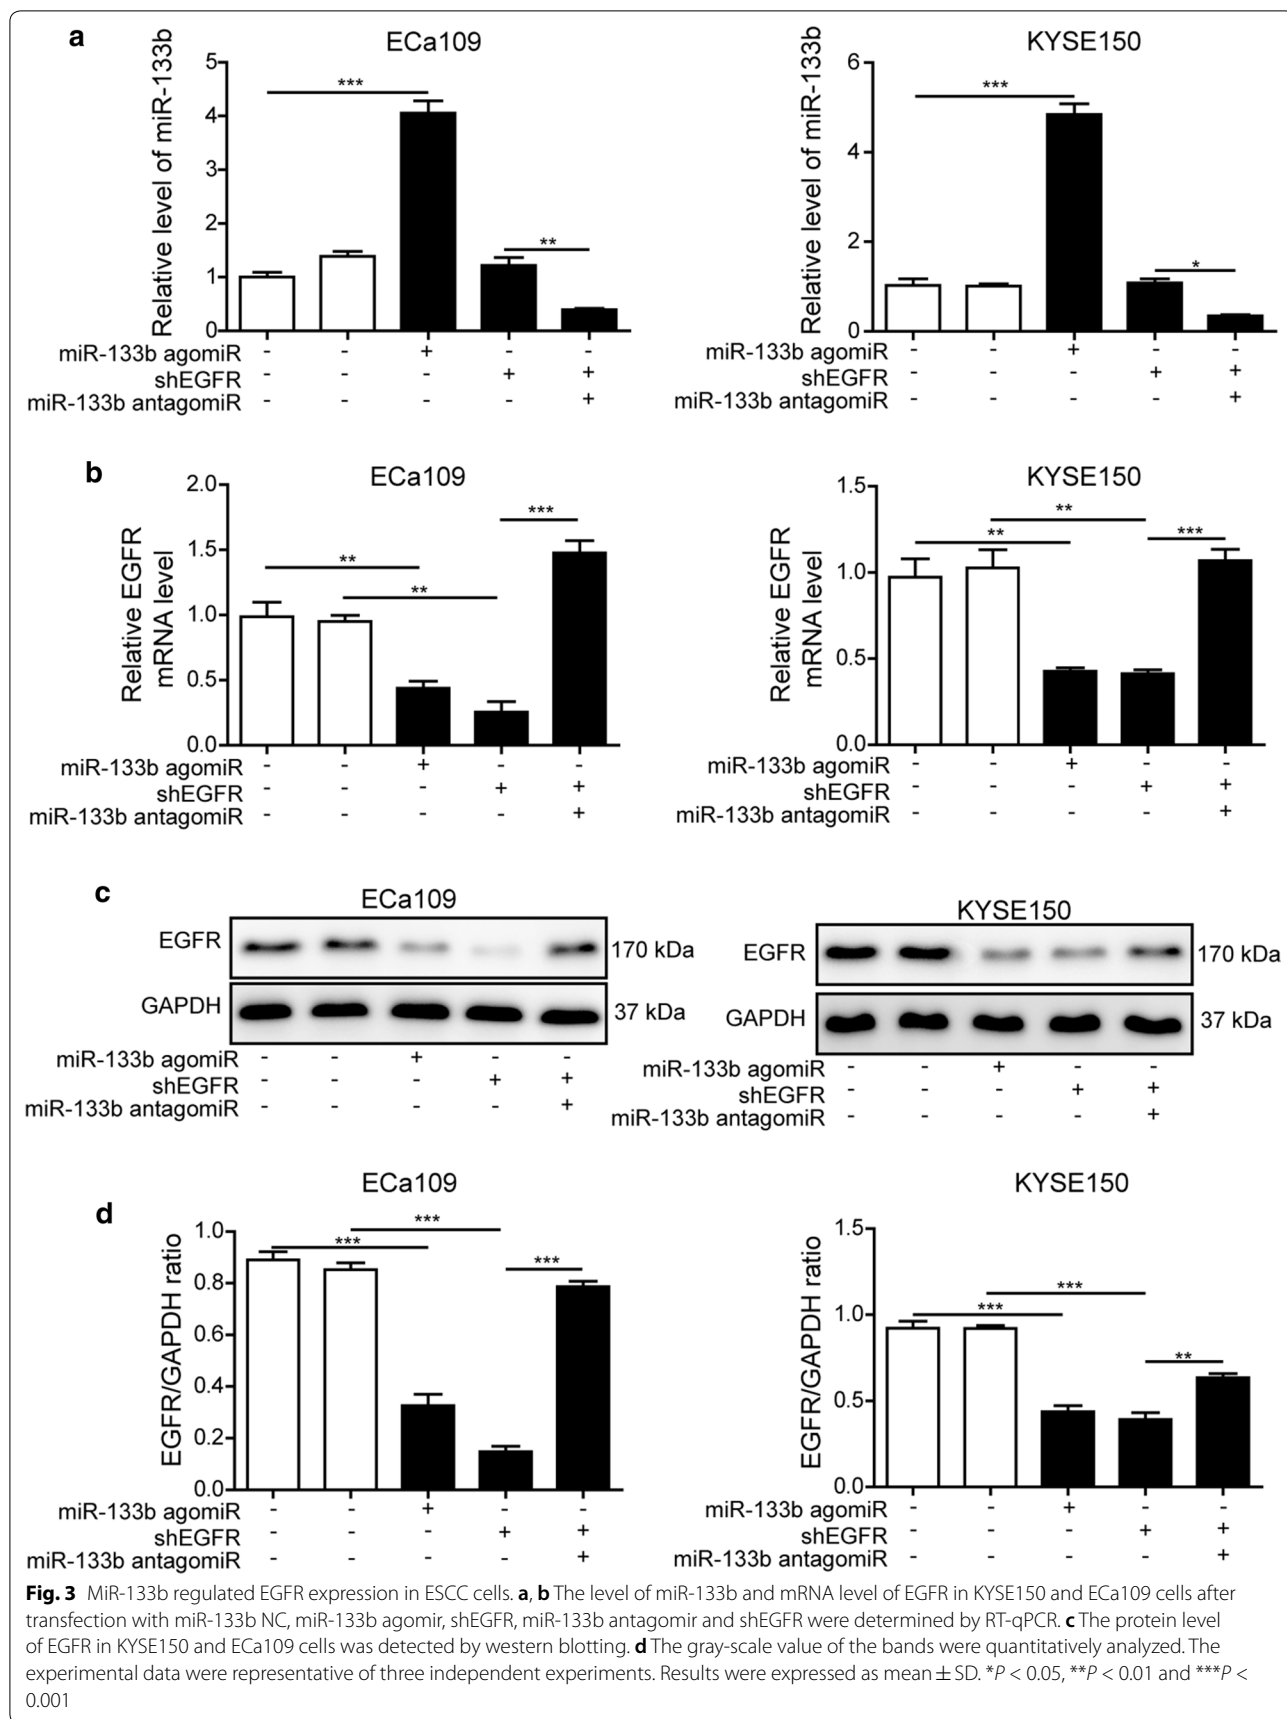 a
ECa109
Relative level of miR-133b
5
4
3
2
1
0
***
**
miR-133b agomiR - - + - -
shEGFR - - - + +
miR-133b antagomiR - - - - +
KYSE150
Relative level of miR-133b
6
4
2
0
***
*
miR-133b agomiR - - + - -
shEGFR - - - + +
miR-133b antagomiR - - - - +
b
ECa109
Relative EGFR
mRNA level
2.0
1.5
1.0
0.5
0.0
***
**
**
miR-133b agomiR - - + - -
shEGFR - - - + +
miR-133b antagomiR - - - - +
KYSE150
Relative EGFR
mRNA level
1.5
1.0
0.5
0.0
**
**
***
miR-133b agomiR - - + - -
shEGFR - - - + +
miR-133b antagomiR - - - - +
c
ECa109
EGFR 170 kDa
GAPDH 37 kDa
miR-133b agomiR - - + - -
shEGFR - - - + +
miR-133b antagomiR - - - - +
KYSE150
EGFR 170 kDa
GAPDH 37 kDa
miR-133b agomiR - - + - -
shEGFR - - - + +
miR-133b antagomiR - - - - +
d
ECa109
EGFR/GAPDH ratio
1.0
0.8
0.6
0.4
0.2
0.0
***
***
***
miR-133b agomiR - - + - -
shEGFR - - - + +
miR-133b antagomiR - - - - +
KYSE150
EGFR/GAPDH ratio
1.5
1.0
0.5
0.0
***
***
**
miR-133b agomiR - - + - -
shEGFR - - - + +
miR-133b antagomiR - - - - +
Fig. 3 MiR-133b regulated EGFR expression in ESCC cells. a, b The level of miR-133b and mRNA level of EGFR in KYSE150 and ECa109 cells after
transfection with miR-133b NC, miR-133b agomir, shEGFR, miR-133b antagomir and shEGFR were determined by RT-qPCR. c The protein level
of EGFR in KYSE150 and ECa109 cells was detected by western blotting. d The gray-scale value of the bands were quantitatively analyzed. The
experimental data were representative of three independent experiments. Results were expressed as mean ± SD. *P < 0.05, **P < 0.01 and ***P <
0.001